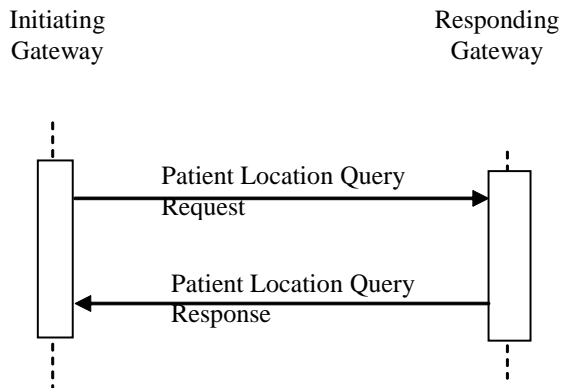 Initiating
Gateway
Responding
Gateway
Patient Location Query
Request
Patient Location Query
Response